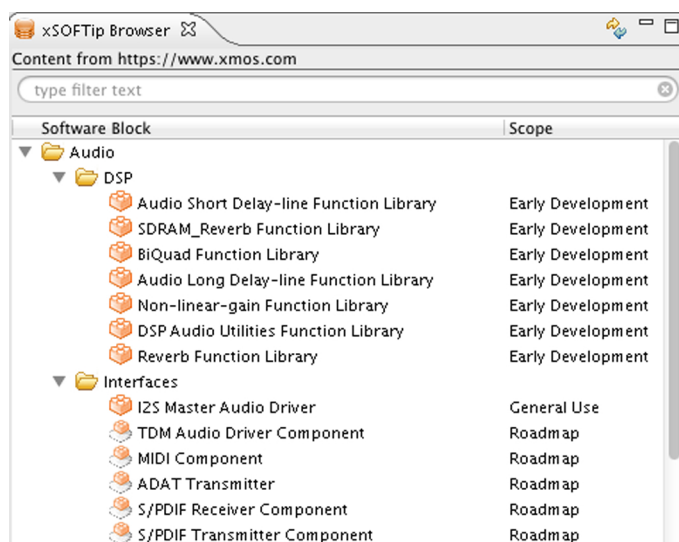 xSOFTip Browser
Content from https://www.xmos.com
type filter text
Software Block Scope
Audio
DSP
Audio Short Delay-line Function Library Early Development
SDRAM_Reverb Function Library Early Development
BiQuad Function Library Early Development
Audio Long Delay-line Function Library Early Development
Non-linear-gain Function Library Early Development
DSP Audio Utilities Function Library Early Development
Reverb Function Library Early Development
Interfaces
I2S Master Audio Driver General Use
TDM Audio Driver Component Roadmap
MIDI Component Roadmap
ADAT Transmitter Roadmap
S/PDIF Receiver Component Roadmap
S/PDIF Transmitter Component Roadmap